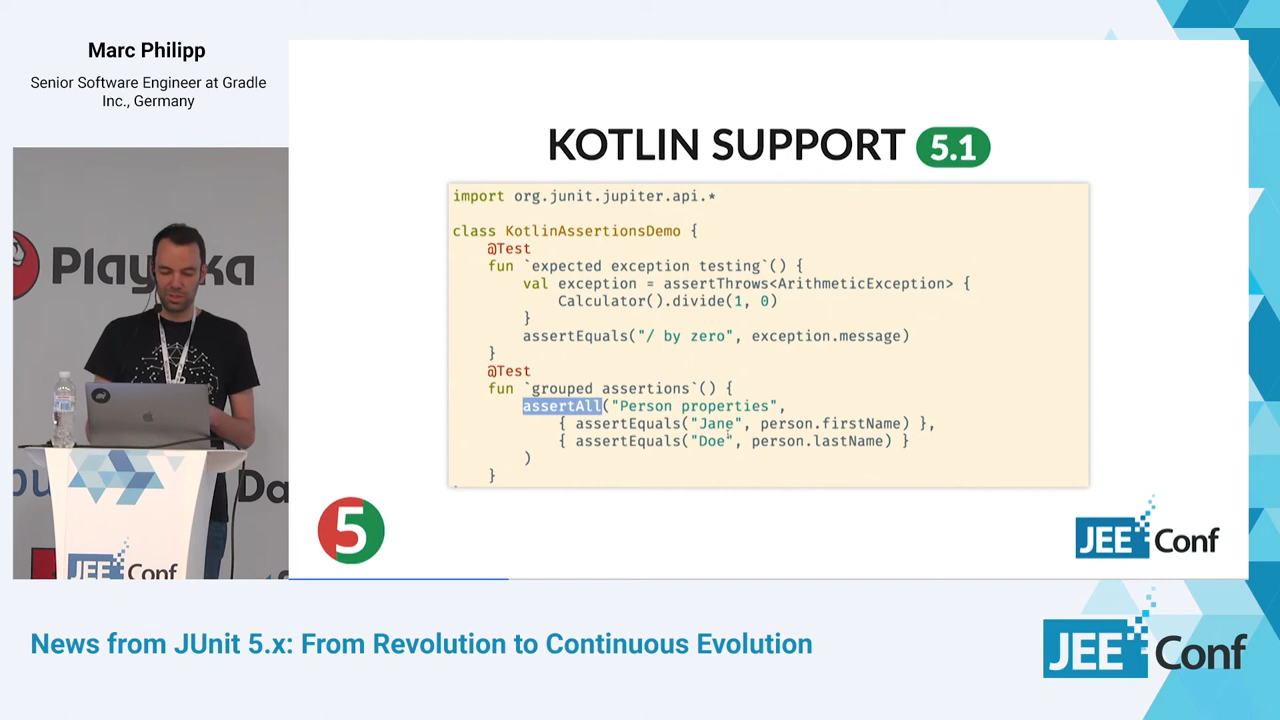 Marc Philipp
Senior Software Engineer at Gradle
Inc., Germany
KOTLIN SUPPORT 5.1
import org.junit.jupiter.api.*
class KotlinAssertionsDemo {
@Test
fun `expected exception testing`() {
val exception = assertThrows<ArithmeticException> {
Calculator().divide(1, 0)
}
assertEquals("/ by zero", exception.message)
}
@Test
fun `grouped assertions`() {
assertAll("Person properties",
{ assertEquals("Jane", person.firstName) },
{ assertEquals("Doe", person.lastName) }
)
}
5
JEE Conf
JEE Conf
News from JUnit 5.x: From Revolution to Continuous Evolution
JEE Conf